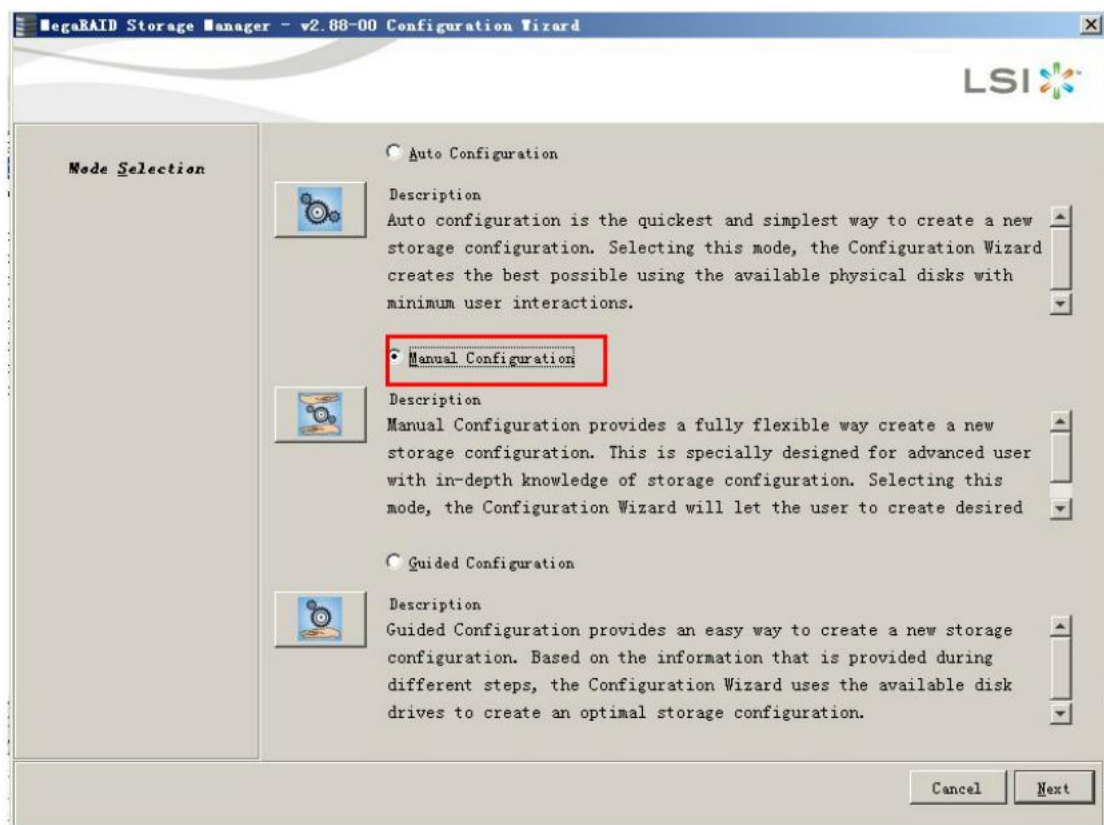 MegaRAID Storage Manager - v2.88-00 Configuration Wizard
LSI
Mode Selection
Auto Configuration
Description
Auto configuration is the quickest and simplest way to create a new
storage configuration. Selecting this mode, the Configuration Wizard
creates the best possible using the available physical disks with
minimum user interactions.
Manual Configuration
Description
Manual Configuration provides a fully flexible way create a new
storage configuration. This is specially designed for advanced user
with in-depth knowledge of storage configuration. Selecting this
mode, the Configuration Wizard will let the user to create desired
Guided Configuration
Description
Guided Configuration provides an easy way to create a new storage
configuration. Based on the information that is provided during
different steps, the Configuration Wizard uses the available disk
drives to create an optimal storage configuration.
Cancel
Next